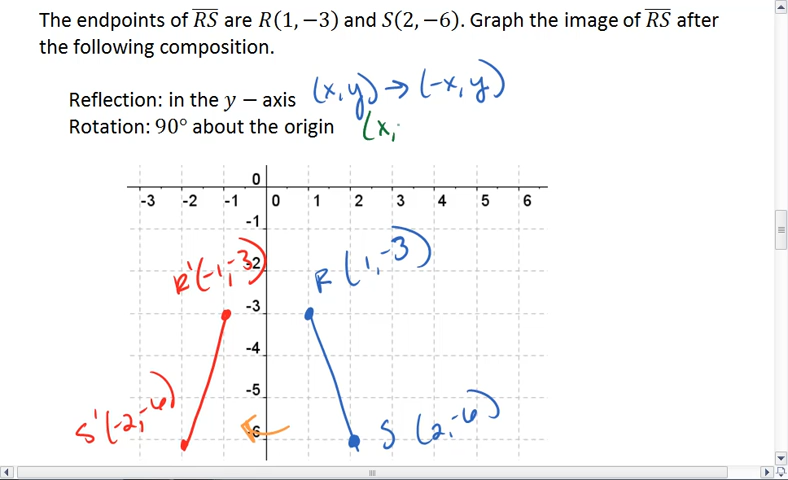 The endpoints of RS are R(1, −3) and S(2, −6). Graph the image of RS after
the following composition.
Reflection: in the y − axis (x,y) → (-x, y)
Rotation: 90° about the origin (x,
0
-3 -2 -1 0 1 2 3 4 5 6
-1
R'(-1,-3) -2 R (1,-3)
-3
-4
-5
S'(-2,-6) -6 S (2,-6)